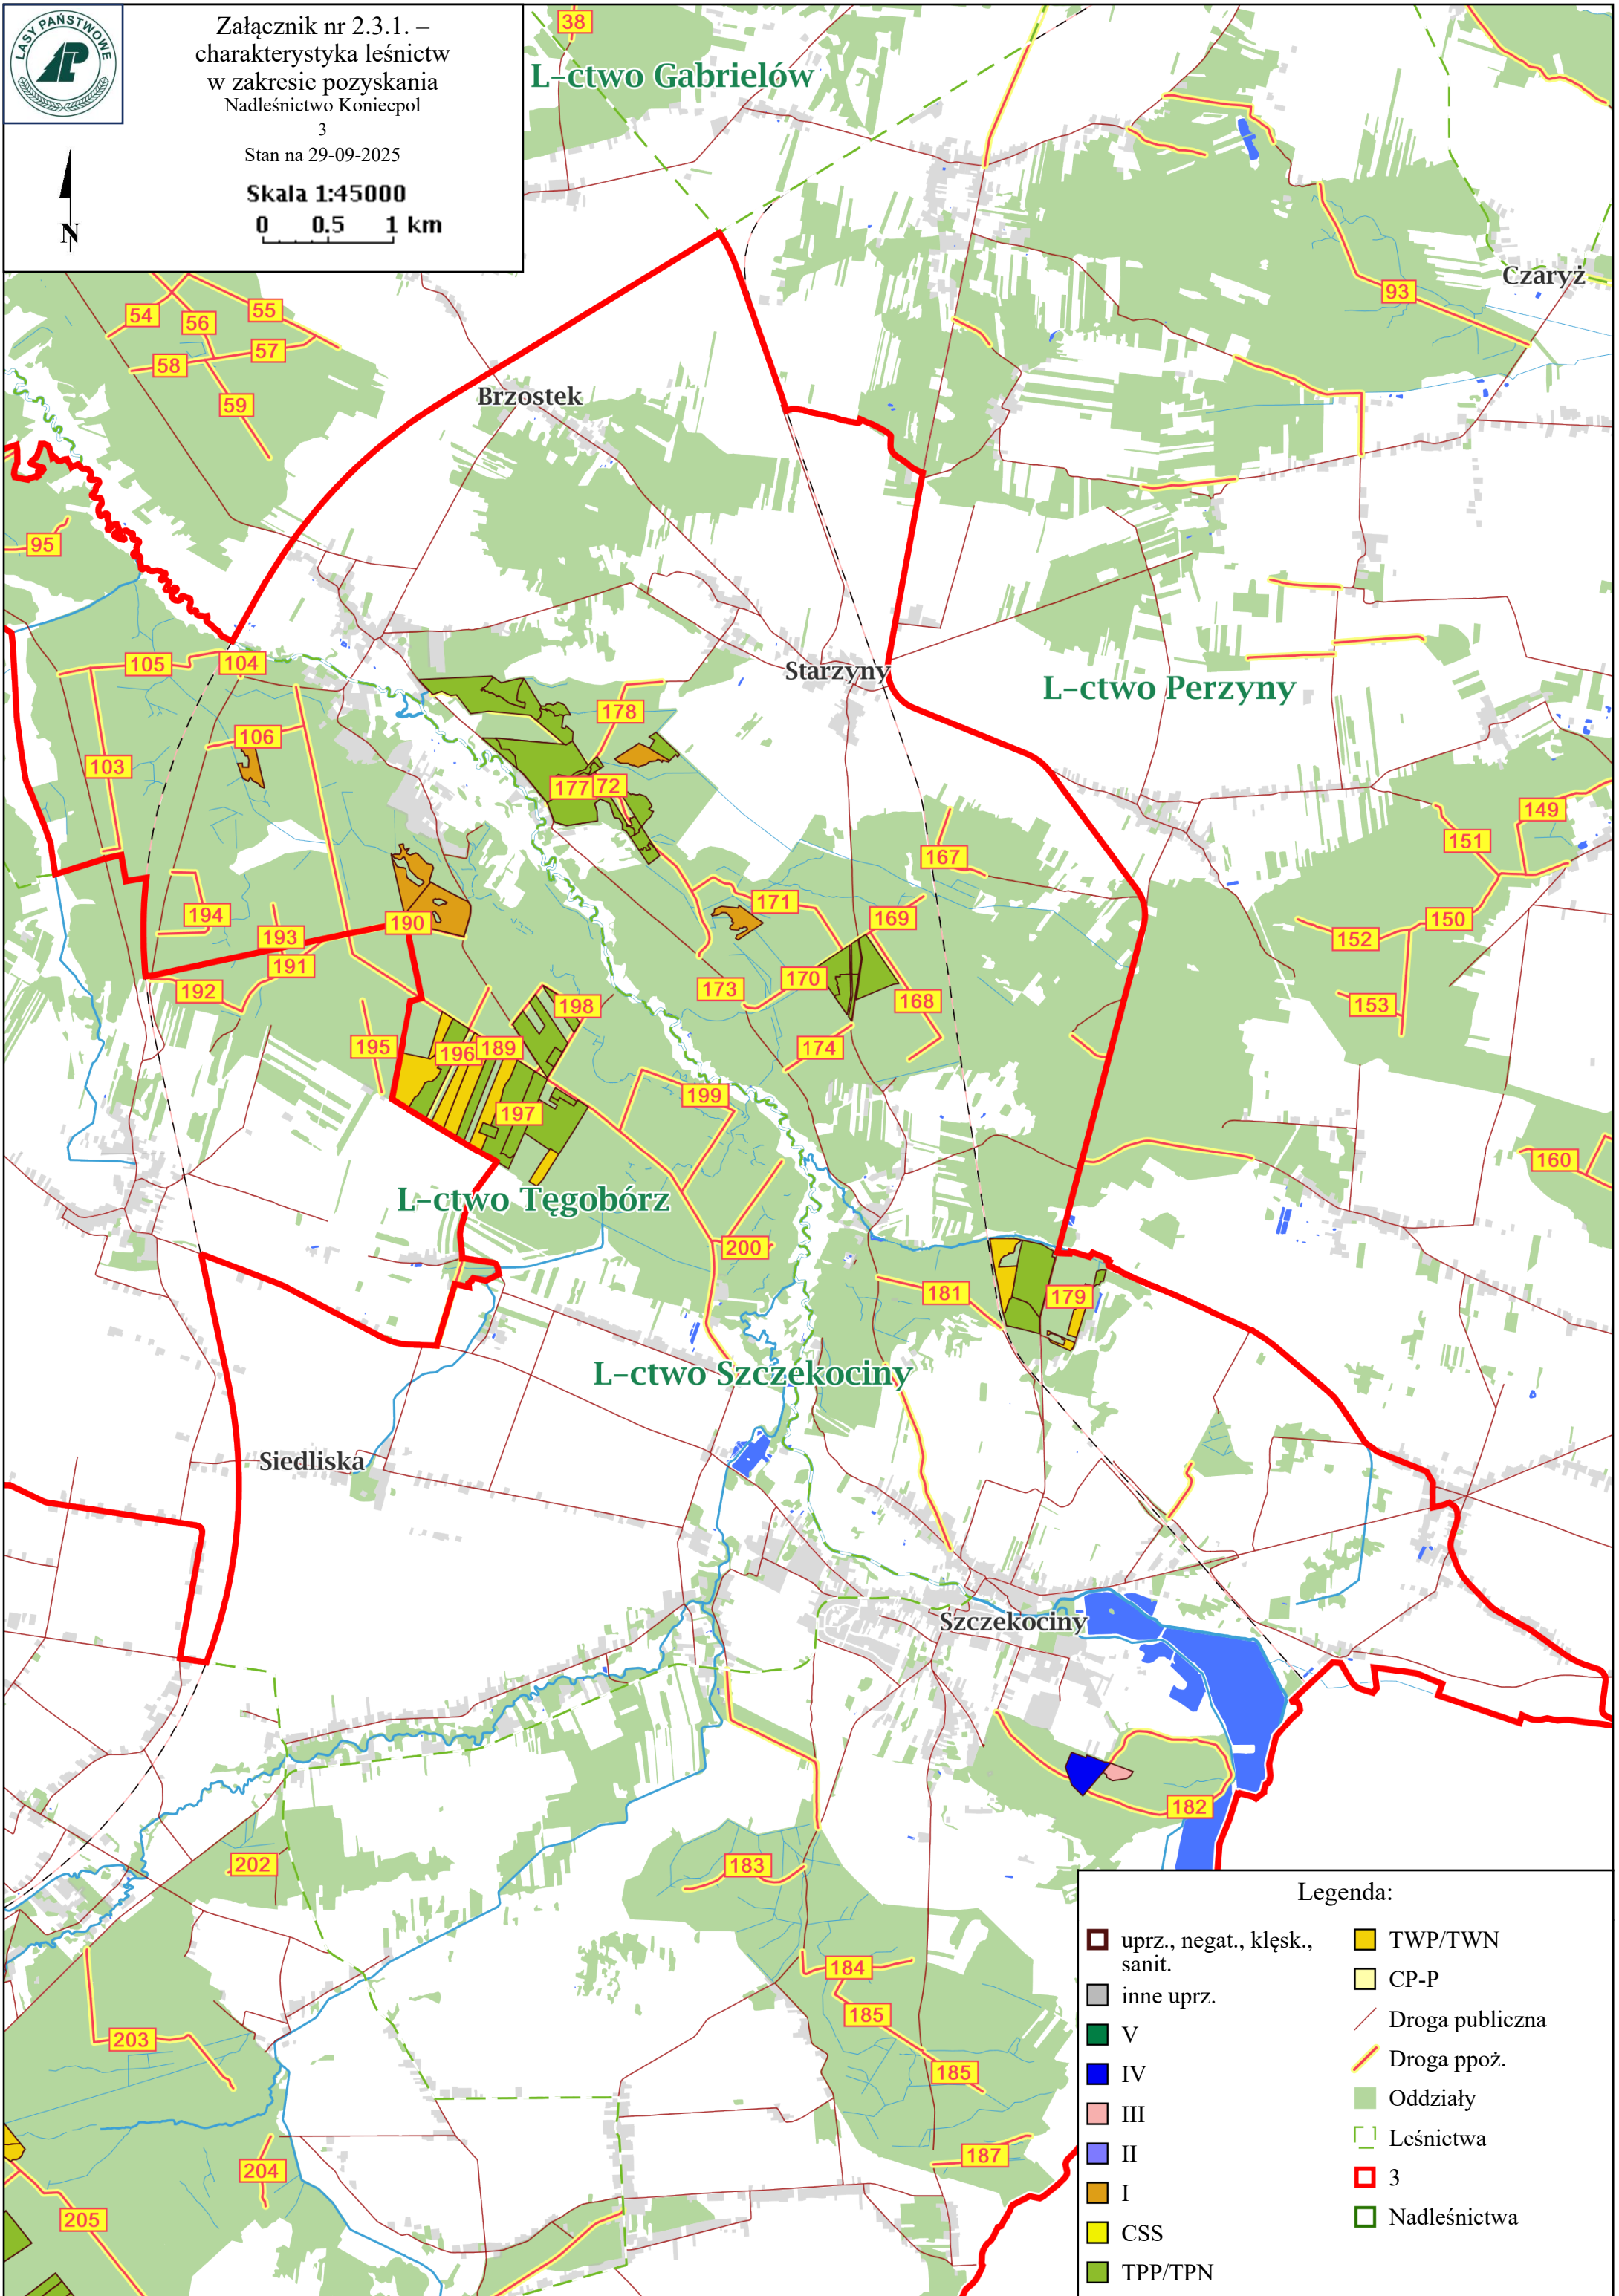 LASY PAŃSTWOWE
Załącznik nr 2.3.1. –
charakterystyka leśnictw
w zakresie pozyskania
Nadleśnictwo Koniecpol
3
Stan na 29-09-2025
Skala 1:45000
0 0.5 1 km
N
38
L-ctwo Gabrielów
Czaryż
93
54
56
55
58
57
59
Brzostek
95
105
104
Starzyny
L-ctwo Perzyny
178
106
103
177
72
149
151
167
171
169
194
190
193
191
150
152
192
173
170
168
198
153
195
196
189
174
199
197
160
L-ctwo Tęgobórz
200
181
179
L-ctwo Szczekociny
Siedliska
Szczekociny
182
202
183
184
185
203
185
187
204
205
Legenda:
uprz., negat., klęsk.,
sanit.
inne uprz.
V
IV
III
II
I
CSS
TPP/TPN
TWP/TWN
CP-P
Droga publiczna
Droga ppoż.
Oddziały
Leśnictwa
3
Nadleśnictwa